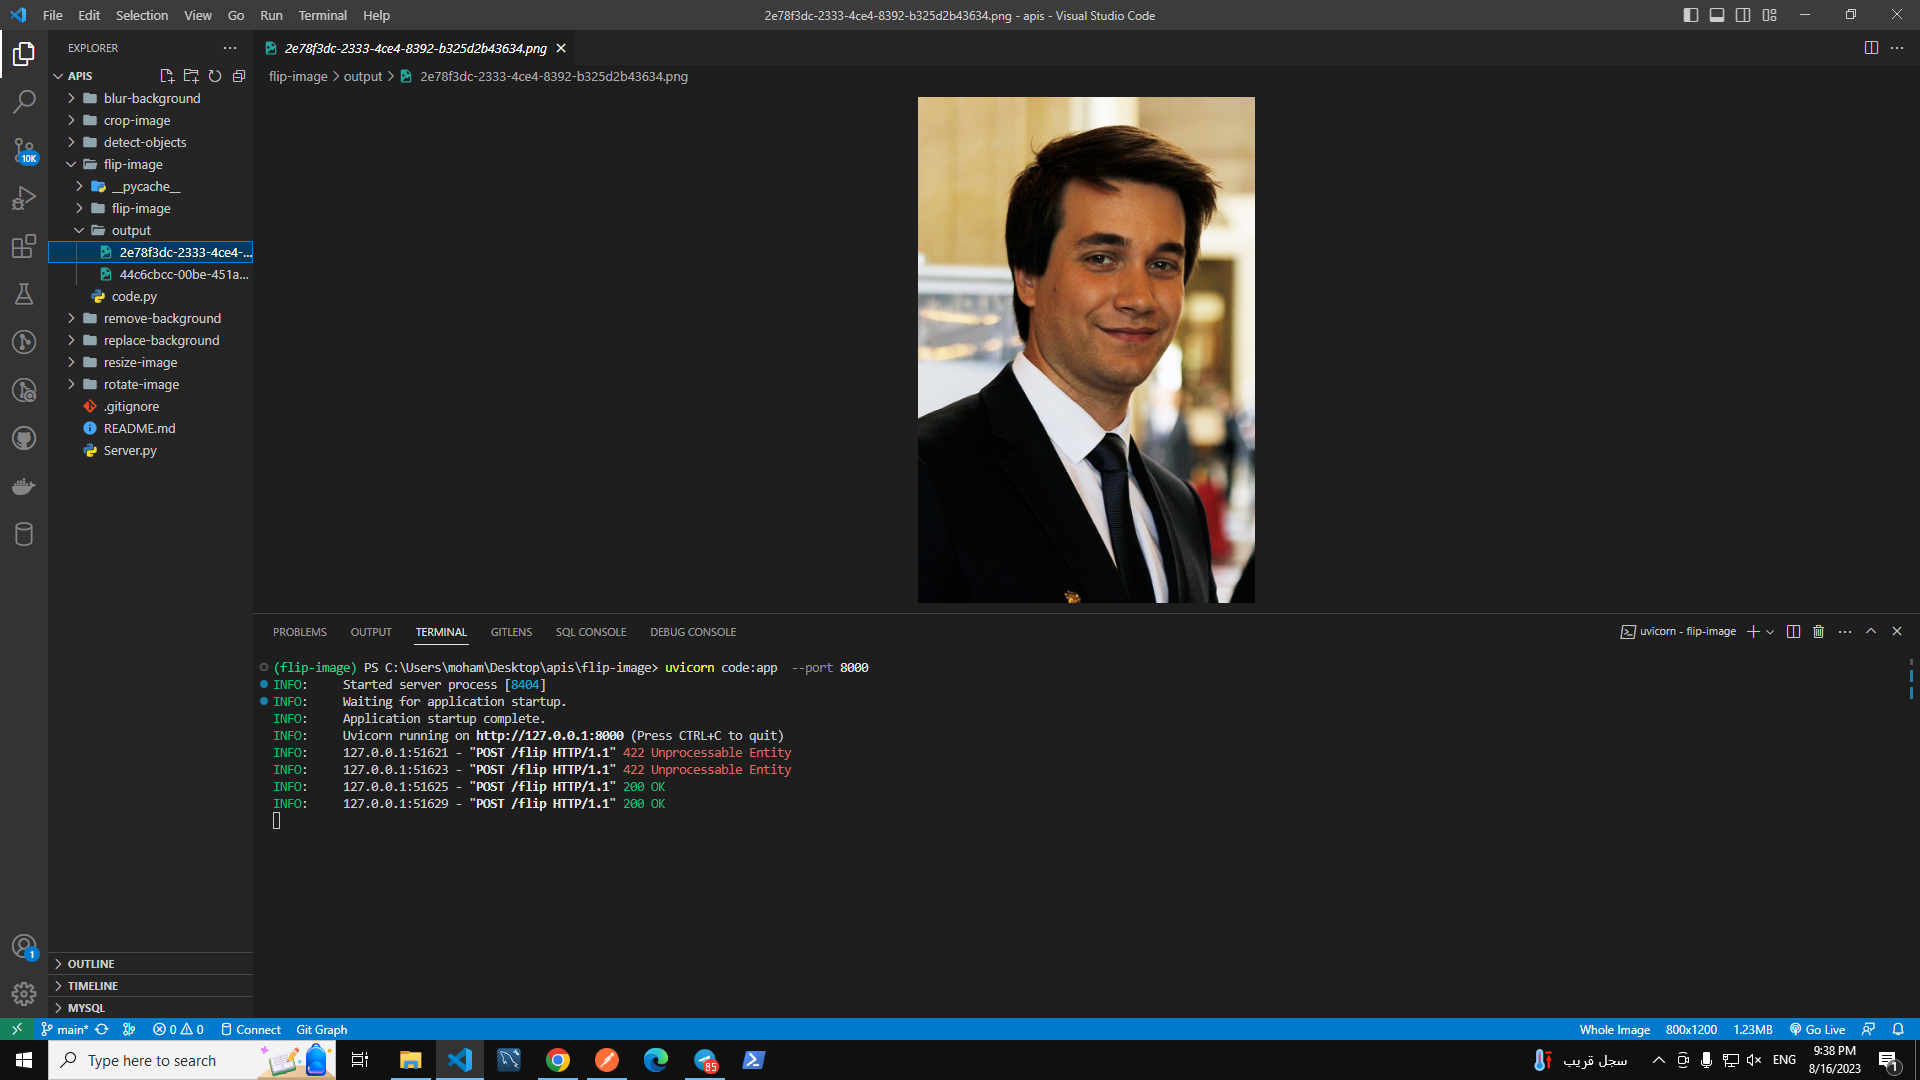 File Edit Selection View Go Run Terminal Help
2e78f3dc-2333-4ce4-8392-b325d2b43634.png - apis - Visual Studio Code
EXPLORER
APIS
blur-background
crop-image
detect-objects
flip-image
__pycache__
flip-image
output
2e78f3dc-2333-4ce4-...
44c6cbcc-00be-451a...
code.py
remove-background
replace-background
resize-image
rotate-image
.gitignore
README.md
Server.py
OUTLINE
TIMELINE
MYSQL
10K
1
2e78f3dc-2333-4ce4-8392-b325d2b43634.png
flip-image > output > 2e78f3dc-2333-4ce4-8392-b325d2b43634.png
PROBLEMS OUTPUT TERMINAL GITLENS SQL CONSOLE DEBUG CONSOLE
uvicorn - flip-image
(flip-image) PS C:\Users\moham\Desktop\apis\flip-image> uvicorn code:app --port 8000
INFO: Started server process [8404]
INFO: Waiting for application startup.
INFO: Application startup complete.
INFO: Uvicorn running on http://127.0.0.1:8000 (Press CTRL+C to quit)
INFO: 127.0.0.1:51621 - "POST /flip HTTP/1.1" 422 Unprocessable Entity
INFO: 127.0.0.1:51623 - "POST /flip HTTP/1.1" 422 Unprocessable Entity
INFO: 127.0.0.1:51625 - "POST /flip HTTP/1.1" 200 OK
INFO: 127.0.0.1:51629 - "POST /flip HTTP/1.1" 200 OK
main* 0 0 Connect Git Graph
Whole Image 800x1200 1.23MB Go Live
Type here to search
85
سجل قريب
ENG
9:38 PM
8/16/2023
1